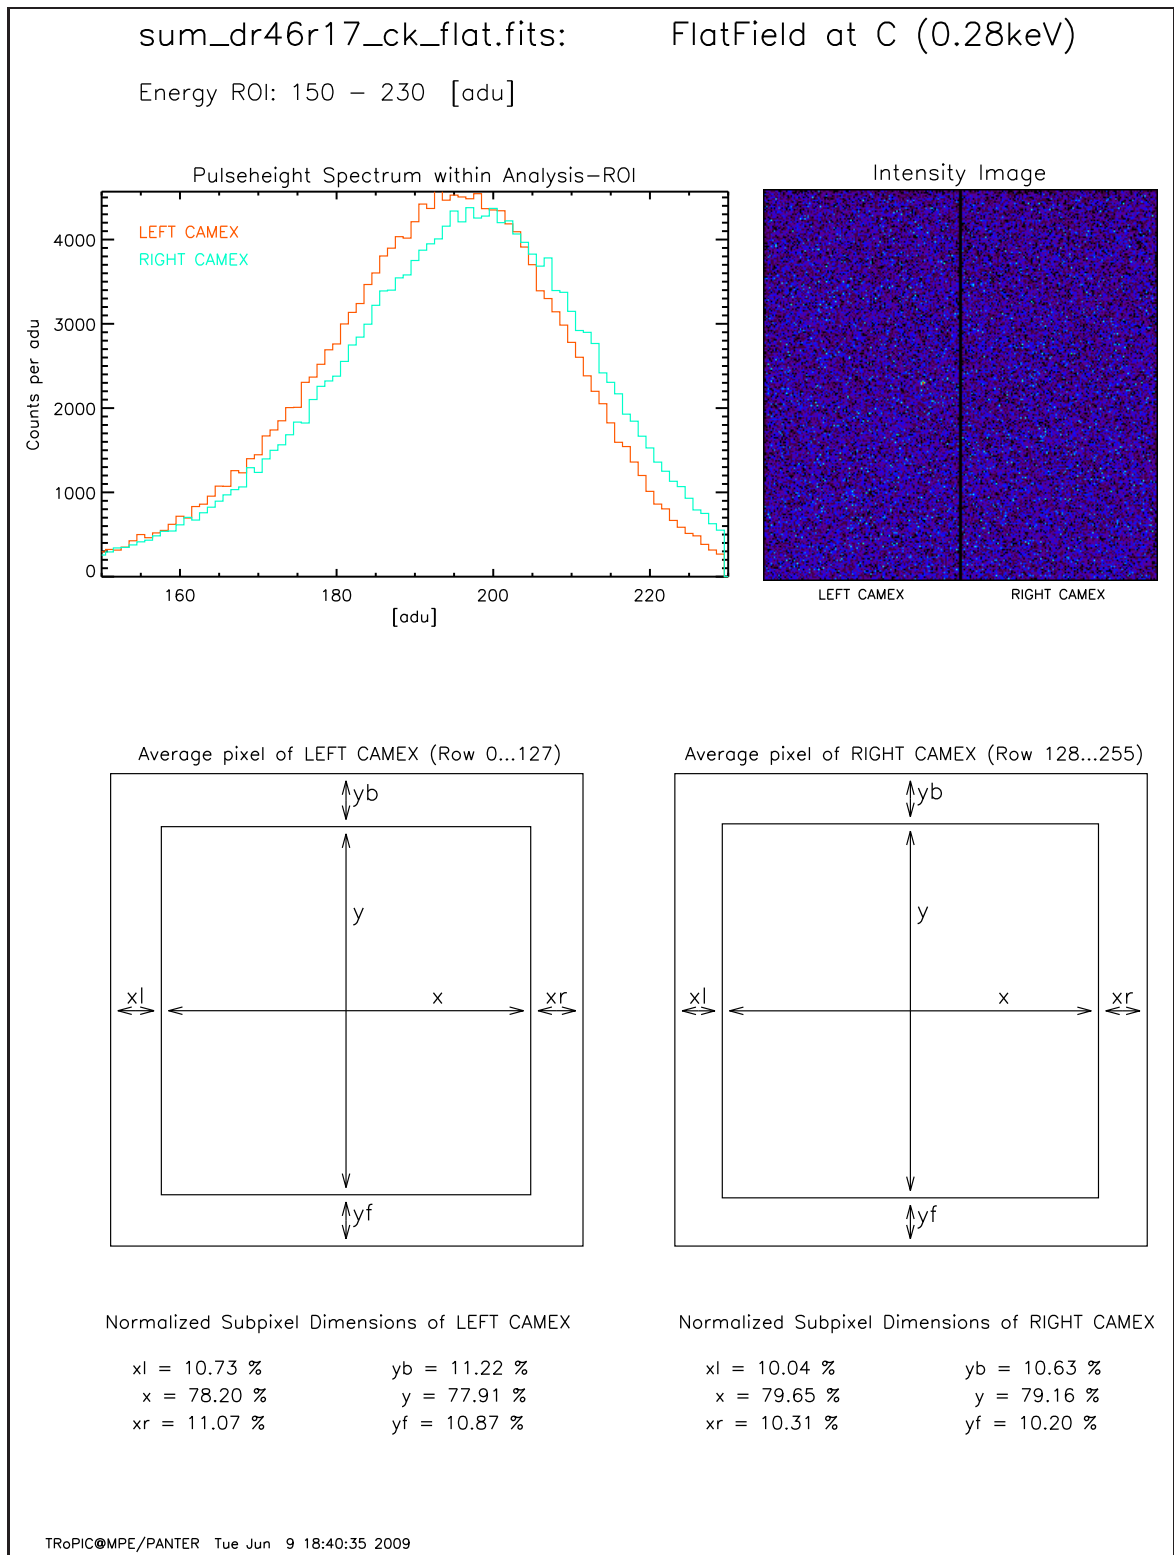 sum_dr46r17_ck_flat.fits: FlatField at C (0.28keV)
Energy ROI: 150 − 230 [adu]
Pulseheight Spectrum within Analysis−ROI
Intensity Image
LEFT CAMEX
RIGHT CAMEX
Counts per adu
4000
3000
2000
1000
0
160 180 200 220
[adu]
LEFT CAMEX RIGHT CAMEX
Average pixel of LEFT CAMEX (Row 0...127)
yb
y
xl x xr
yf
Average pixel of RIGHT CAMEX (Row 128...255)
yb
y
xl x xr
yf
Normalized Subpixel Dimensions of LEFT CAMEX
xl = 10.73 % yb = 11.22 %
x = 78.20 % y = 77.91 %
xr = 11.07 % yf = 10.87 %
Normalized Subpixel Dimensions of RIGHT CAMEX
xl = 10.04 % yb = 10.63 %
x = 79.65 % y = 79.16 %
xr = 10.31 % yf = 10.20 %
TRoPIC@MPE/PANTER Tue Jun 9 18:40:35 2009